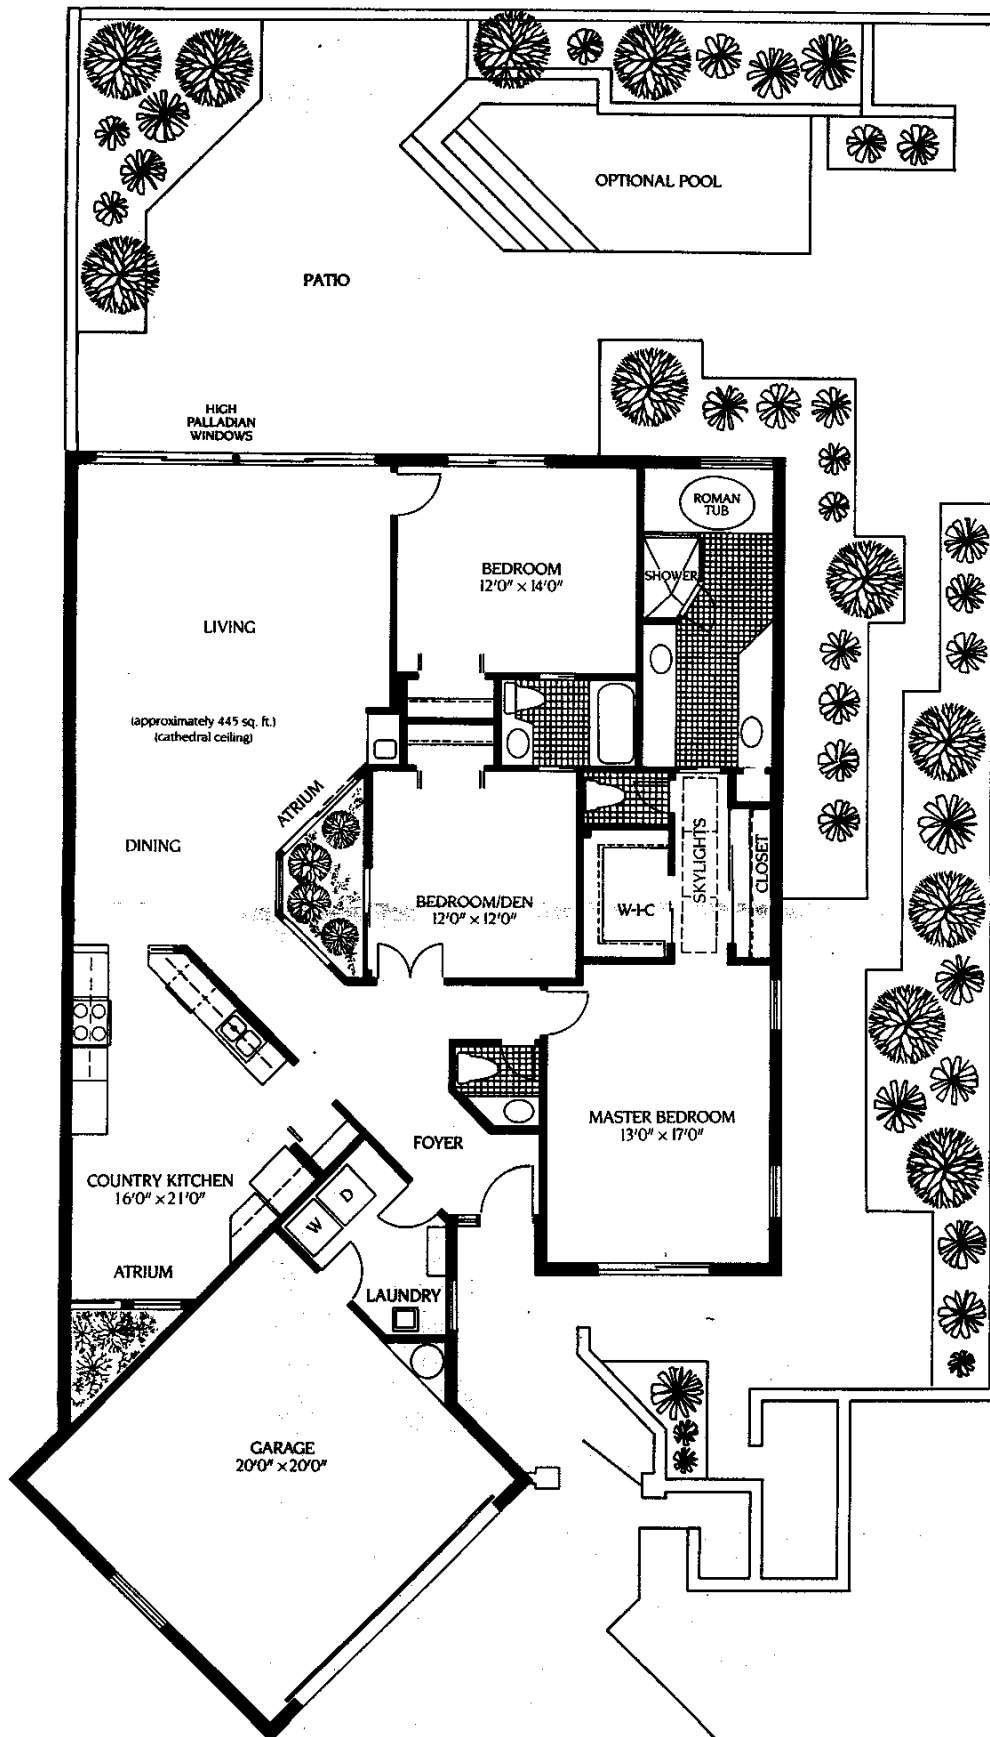 OPTIONAL POOL
PATIO
HIGH
PALLADIAN
WINDOWS
ROMAN
TUB
BEDROOM
12'0" × 14'0"
SHOWER
LIVING
(approximately 445 sq. ft.)
(cathedral ceiling)
ATRIUM
DINING
SKYLIGHTS
CLOSET
BEDROOM/DEN
12'0" × 12'0"
W-I-C
MASTER BEDROOM
13'0" × 17'0"
FOYER
COUNTRY KITCHEN
16'0" × 21'0"
D
W
ATRIUM
LAUNDRY
GARAGE
20'0" × 20'0"